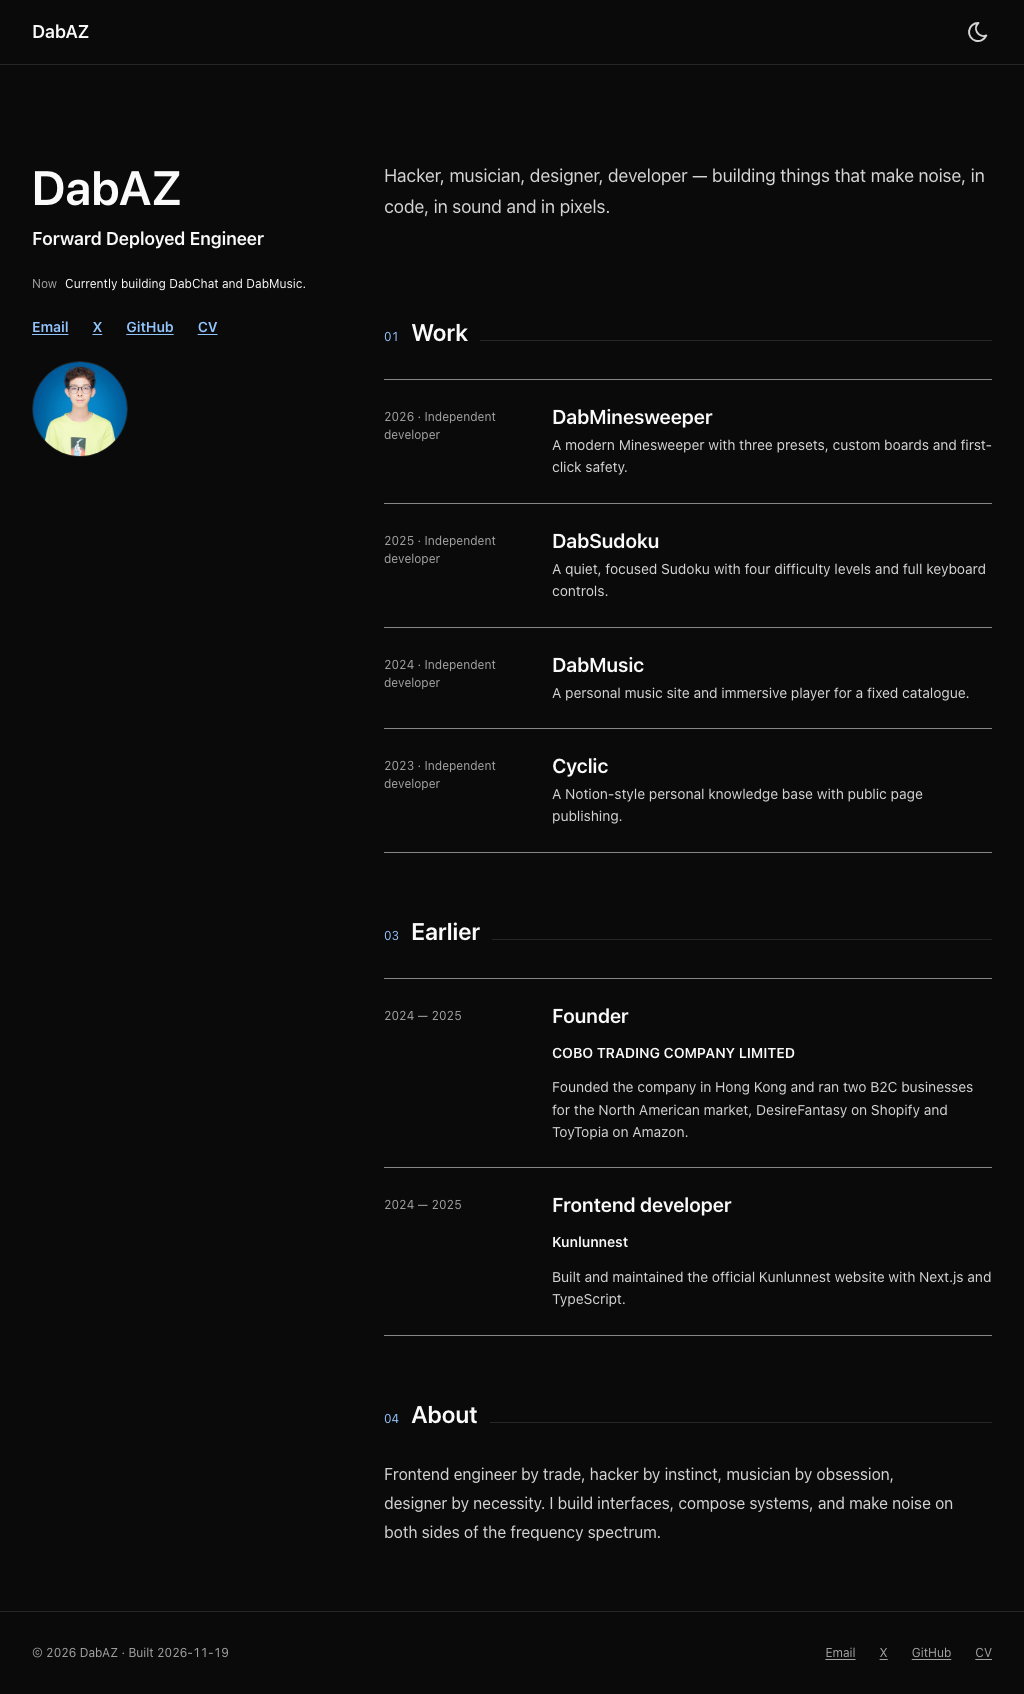 DabAZ
DabAZ
Forward Deployed Engineer
Now Currently building DabChat and DabMusic.
Email X GitHub CV
Hacker, musician, designer, developer — building things that make noise, in
code, in sound and in pixels.
01 Work
2026 · Independent
developer
DabMinesweeper
A modern Minesweeper with three presets, custom boards and first-
click safety.
2025 · Independent
developer
DabSudoku
A quiet, focused Sudoku with four difficulty levels and full keyboard
controls.
2024 · Independent
developer
DabMusic
A personal music site and immersive player for a fixed catalogue.
2023 · Independent
developer
Cyclic
A Notion-style personal knowledge base with public page
publishing.
03 Earlier
2024 — 2025
Founder
COBO TRADING COMPANY LIMITED
Founded the company in Hong Kong and ran two B2C businesses
for the North American market, DesireFantasy on Shopify and
ToyTopia on Amazon.
2024 — 2025
Frontend developer
Kunlunnest
Built and maintained the official Kunlunnest website with Next.js and
TypeScript.
04 About
Frontend engineer by trade, hacker by instinct, musician by obsession,
designer by necessity. I build interfaces, compose systems, and make noise on
both sides of the frequency spectrum.
© 2026 DabAZ · Built 2026-11-19
Email X GitHub CV